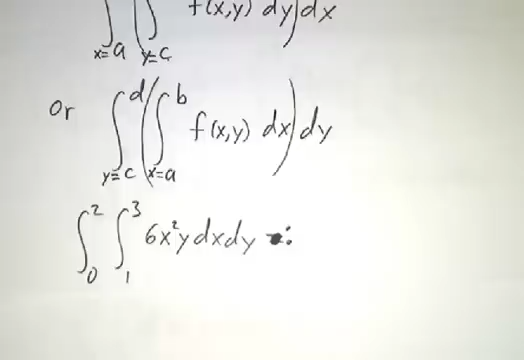 ∫_{x=a} (∫_{y=c} f(x,y) dy) dx
Or ∫_{y=c}^{d} (∫_{x=a}^{b} f(x,y) dx) dy
∫_0^2 ∫_1^3 6x²y dx dy :